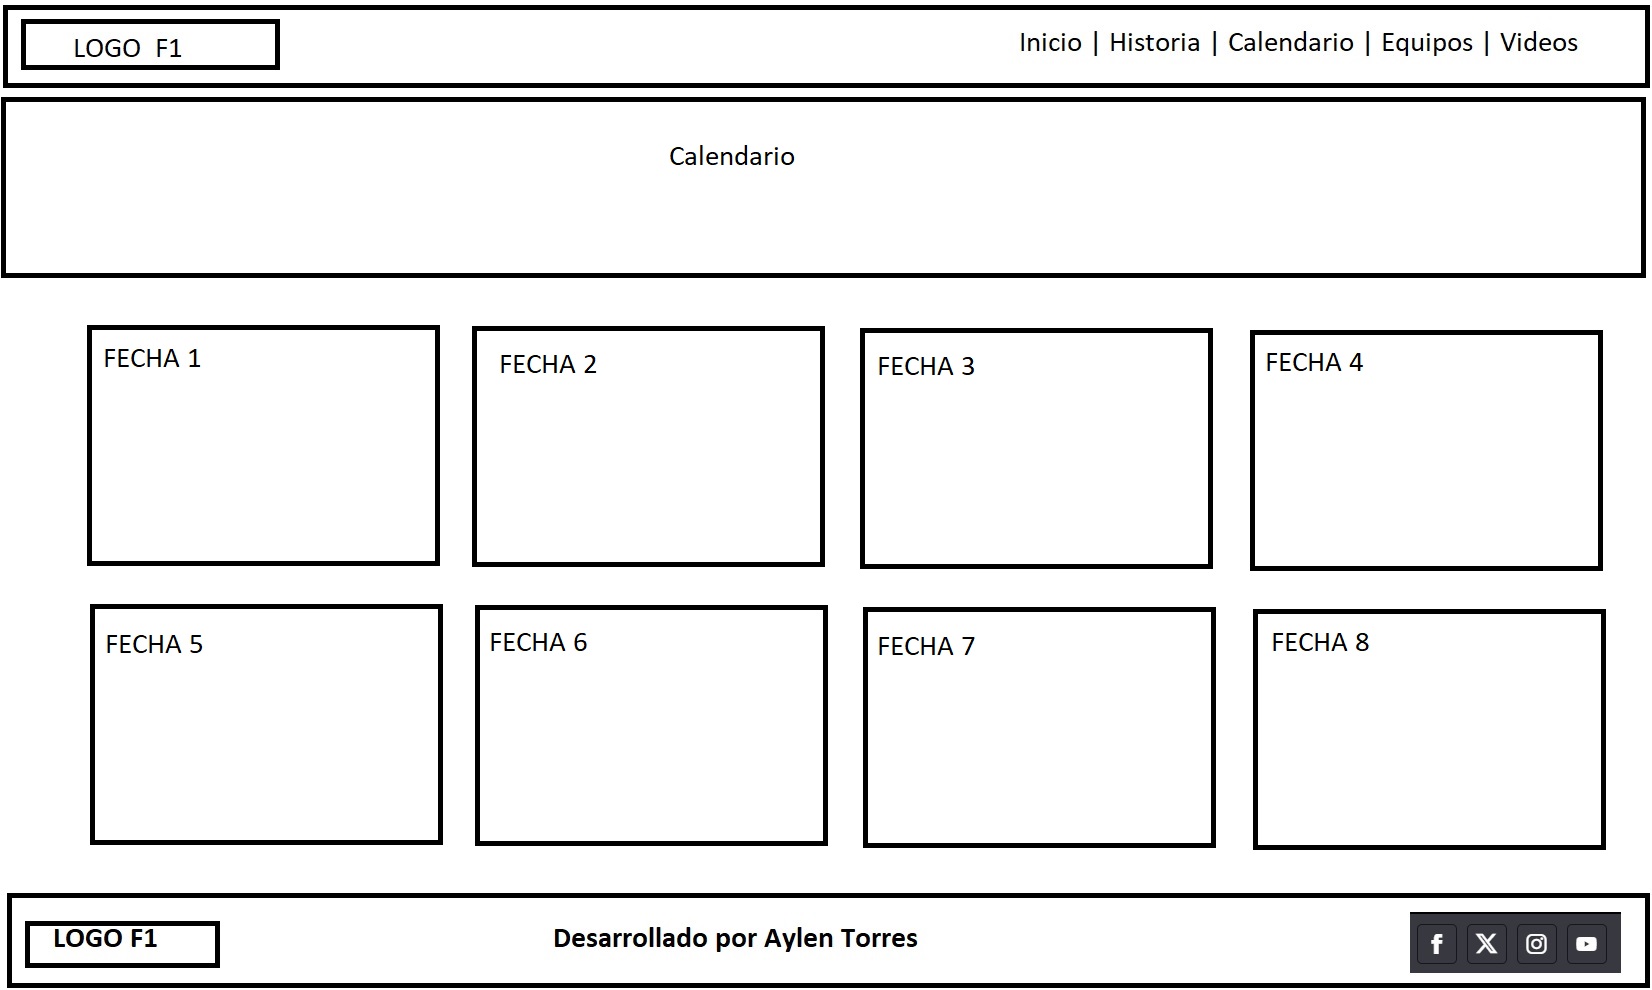 LOGO  F1
Inicio | Historia | Calendario | Equipos | Videos
Calendario
FECHA 1
FECHA 2
FECHA 3
FECHA 4
FECHA 5
FECHA 6
FECHA 7
FECHA 8
LOGO F1
Desarrollado por Aylen Torres